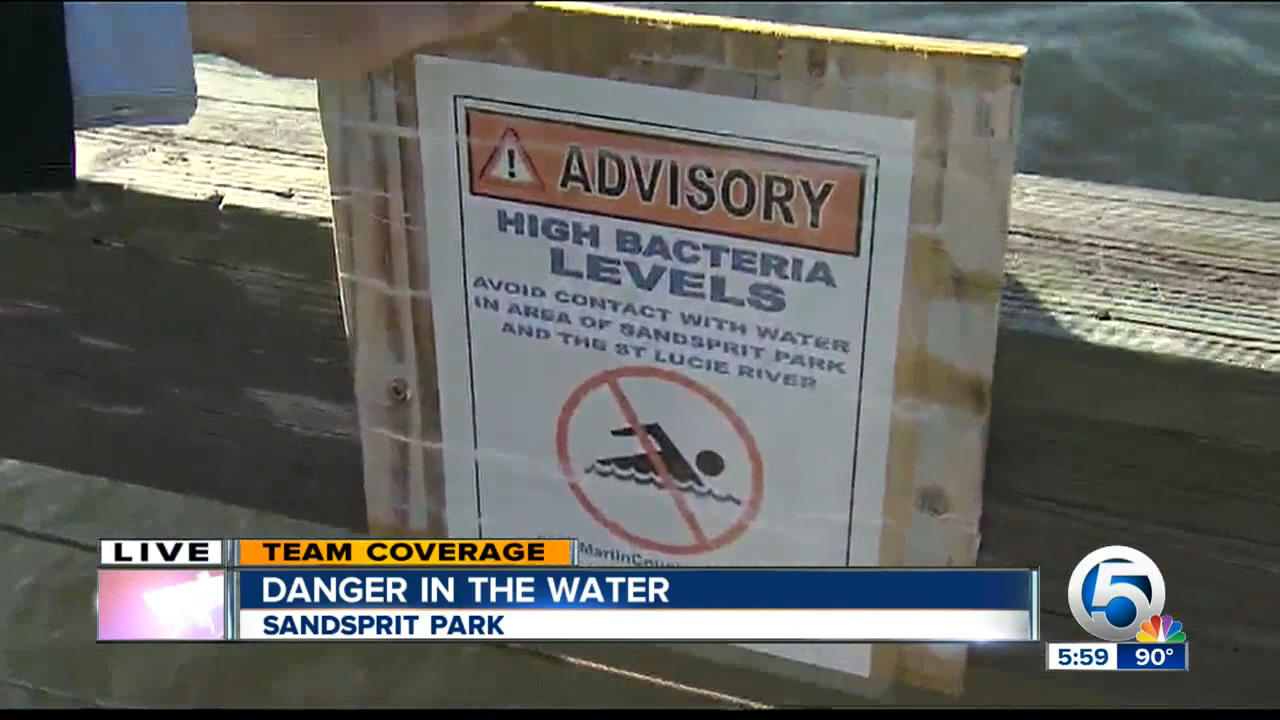 ADVISORY
HIGH BACTERIA
LEVELS
AVOID CONTACT WITH WATER
IN AREA OF SANDSPRIT PARK
AND THE ST LUCIE RIVER
LIVE
TEAM COVERAGE
DANGER IN THE WATER
SANDSPRIT PARK
5
5:59 90°